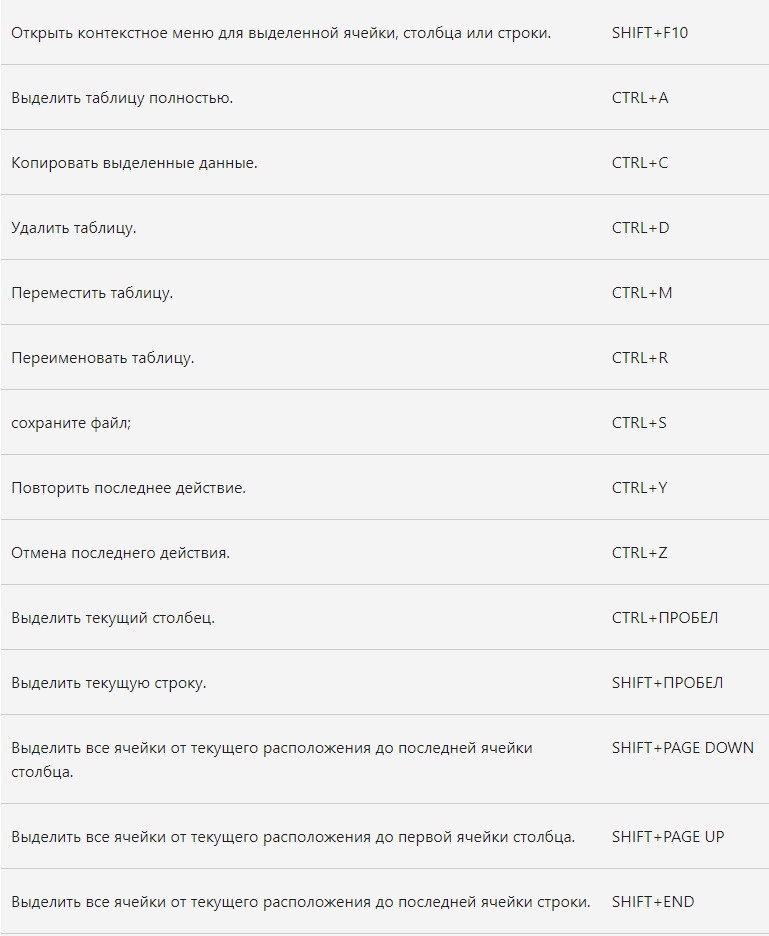 Открыть контекстное меню для выделенной ячейки, столбца или строки. SHIFT+F10
Выделить таблицу полностью. CTRL+A
Копировать выделенные данные. CTRL+C
Удалить таблицу. CTRL+D
Переместить таблицу. CTRL+M
Переименовать таблицу. CTRL+R
сохраните файл; CTRL+S
Повторить последнее действие. CTRL+Y
Отмена последнего действия. CTRL+Z
Выделить текущий столбец. CTRL+ПРОБЕЛ
Выделить текущую строку. SHIFT+ПРОБЕЛ
Выделить все ячейки от текущего расположения до последней ячейки SHIFT+PAGE DOWN
столбца.
Выделить все ячейки от текущего расположения до первой ячейки столбца. SHIFT+PAGE UP
Выделить все ячейки от текущего расположения до последней ячейки строки. SHIFT+END